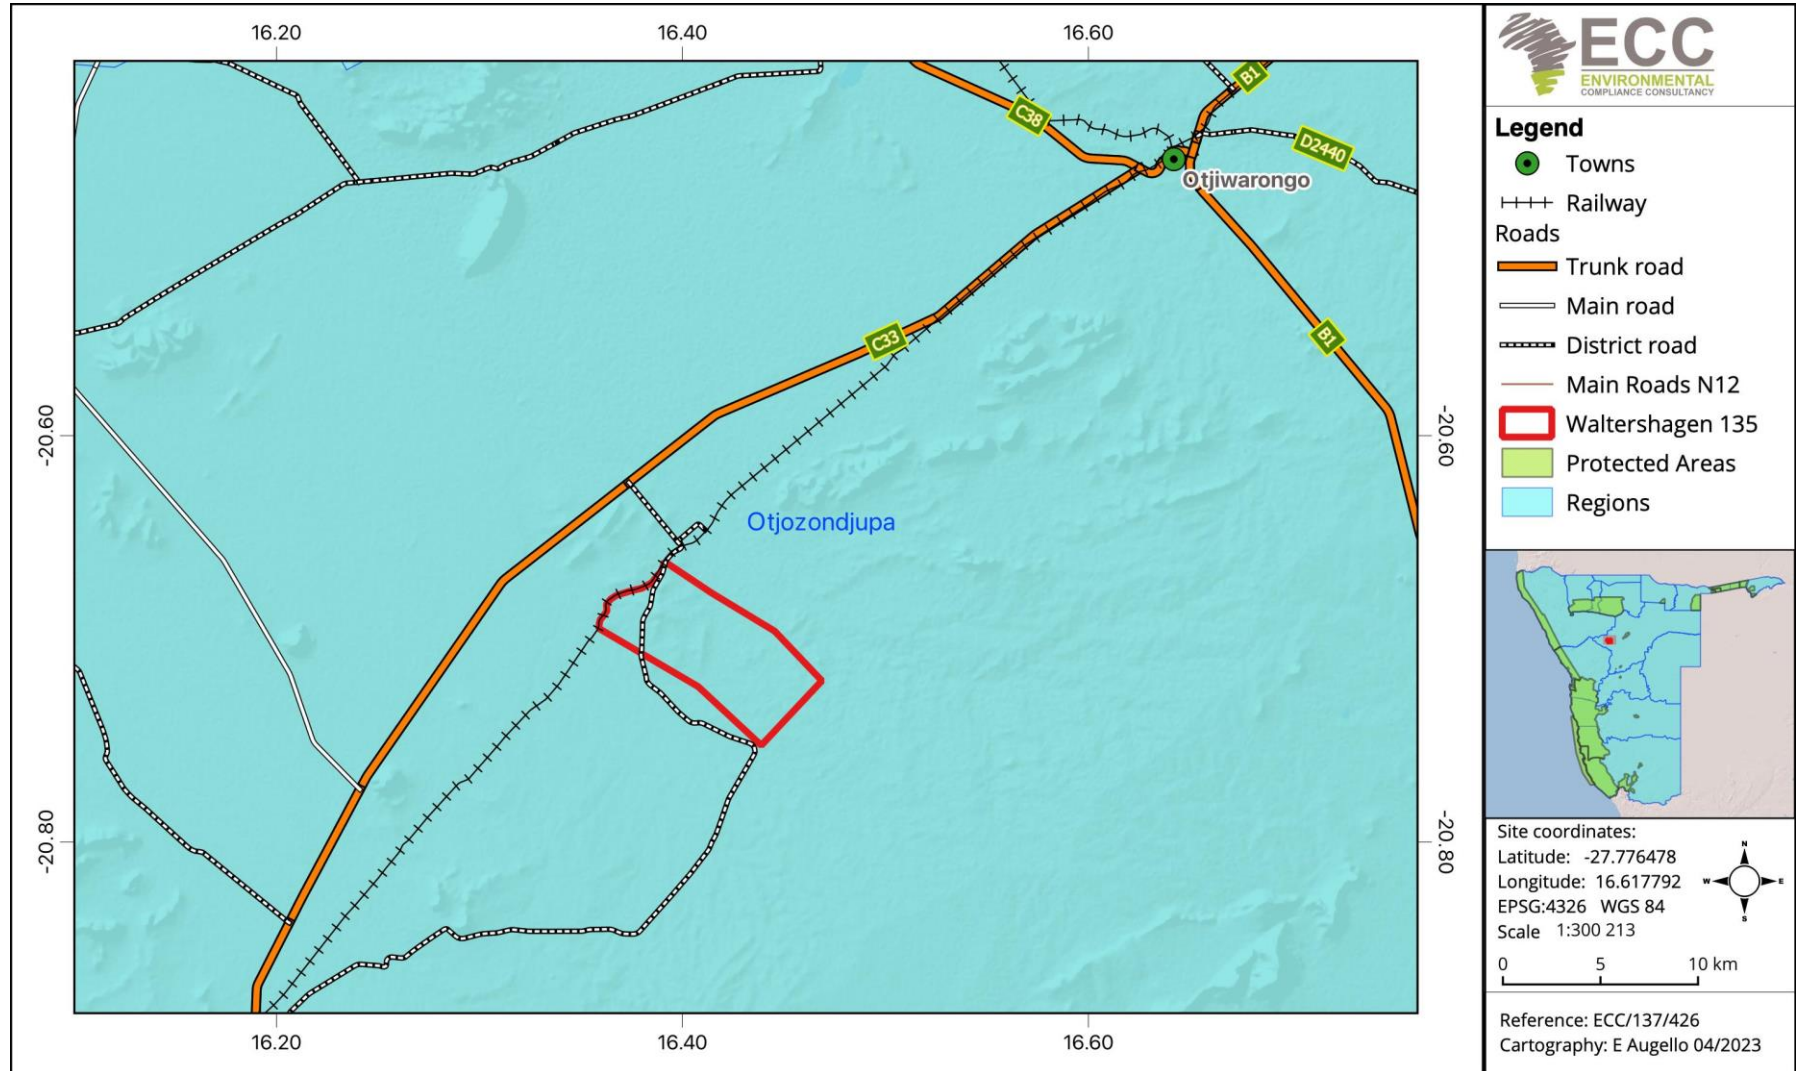 16.20
16.40
16.60
B1
C38
D2440
Otjiwarongo
C33
B1
-20.60
-20.60
Otjozondjupa
-20.80
-20.80
16.20
16.40
16.60
ECC
ENVIRONMENTAL
COMPLIANCE CONSULTANCY
Legend
Towns
Railway
Roads
Trunk road
Main road
District road
Main Roads N12
Waltershagen 135
Protected Areas
Regions
Site coordinates:
Latitude: -27.776478
Longitude: 16.617792
EPSG:4326 WGS 84
Scale 1:300 213
N
W
E
S
0 5 10 km
Reference: ECC/137/426
Cartography: E Augello 04/2023